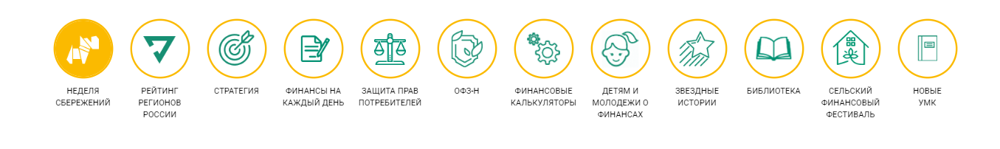 НЕДЕЛЯ
СБЕРЕЖЕНИЙ
РЕЙТИНГ
РЕГИОНОВ
РОССИИ
СТРАТЕГИЯ
ФИНАНСЫ НА
КАЖДЫЙ ДЕНЬ
ЗАЩИТА ПРАВ
ПОТРЕБИТЕЛЕЙ
ОФЗ-Н
ФИНАНСОВЫЕ
КАЛЬКУЛЯТОРЫ
ДЕТЯМ И
МОЛОДЕЖИ О
ФИНАНСАХ
ЗВЕЗДНЫЕ
ИСТОРИИ
БИБЛИОТЕКА
СЕЛЬСКИЙ
ФИНАНСОВЫЙ
ФЕСТИВАЛЬ
НОВЫЕ
УМК